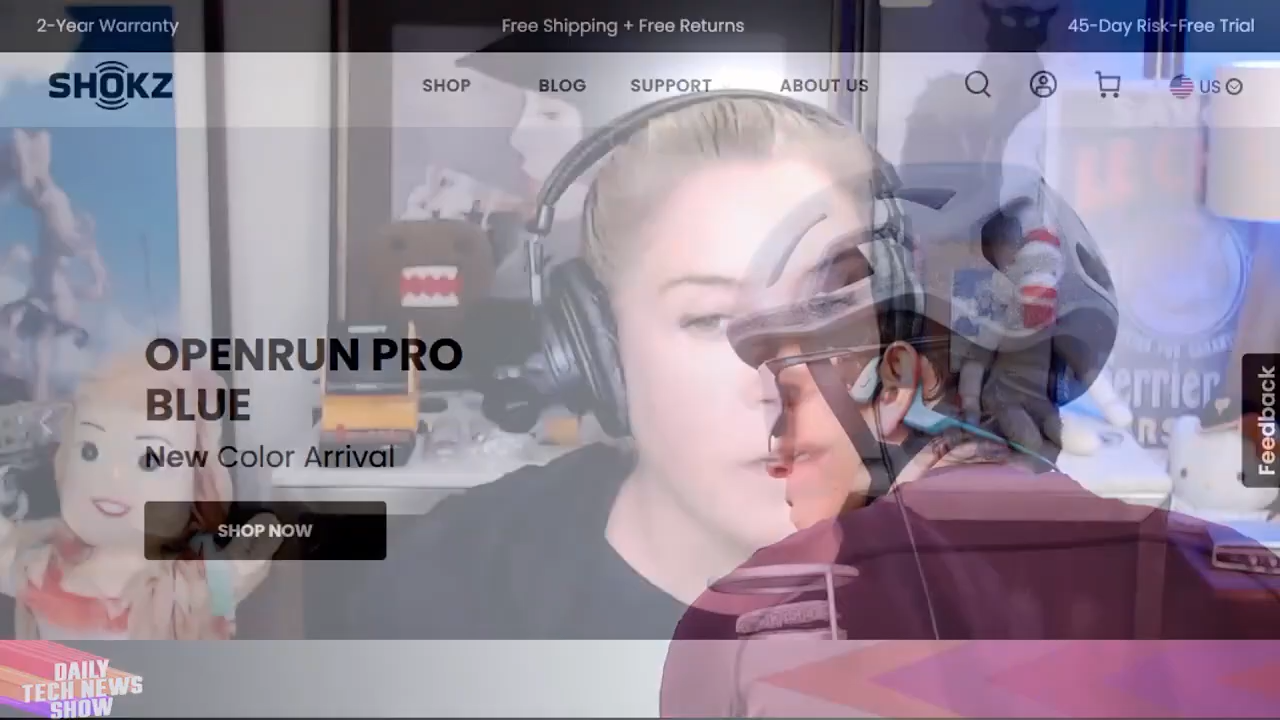 2-Year Warranty
Free Shipping + Free Returns
45-Day Risk-Free Trial
SHOKZ
SHOP
BLOG
SUPPORT
ABOUT US
US
OPENRUN PRO
BLUE
New Color Arrival
SHOP NOW
Feedback
DAILY
TECH NEWS
SHOW